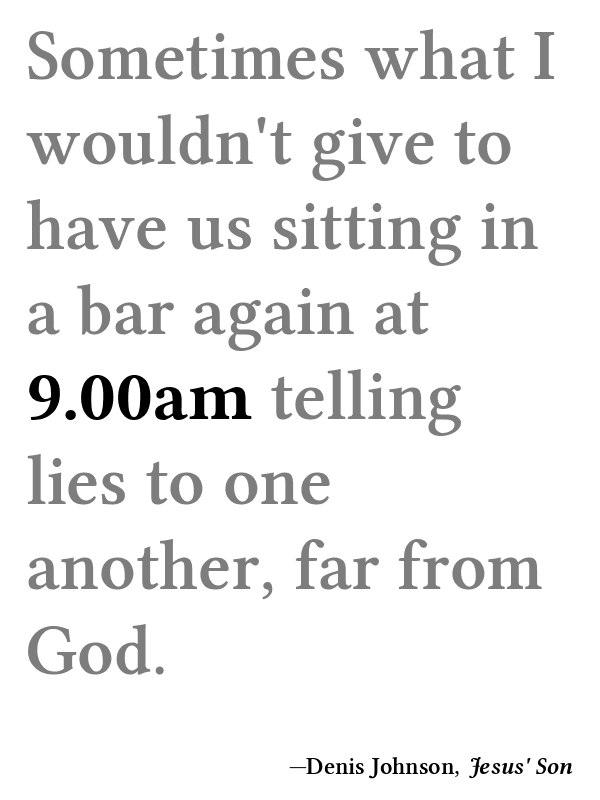 Sometimes what I
wouldn't give to
have us sitting in
a bar again at
9.00am telling
lies to one
another, far from
God.
—Denis Johnson, Jesus' Son